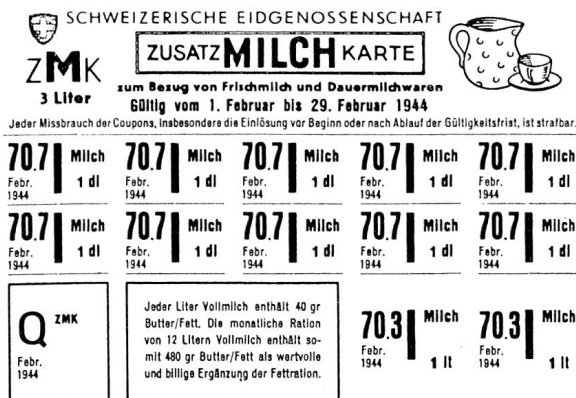 SCHWEIZERISCHE EIDGENOSSENSCHAFT
ZMK
3 Liter
ZUSATZ MILCH KARTE
zum Bezug von Frischmilch und Dauermilchwaren
Gültig vom 1. Februar bis 29. Februar 1944
Jeder Missbrauch der Coupons, insbesondere die Einlösung vor Beginn oder nach Ablauf der Gültigkeitsfrist, ist strafbar.
70.7 Milch 70.7 Milch 70.7 Milch 70.7 Milch 70.7 Milch
Febr. 1 dl Febr. 1 dl Febr. 1 dl Febr. 1 dl Febr. 1 dl
1944 1944 1944 1944 1944
70.7 Milch 70.7 Milch 70.7 Milch 70.7 Milch 70.7 Milch
Febr. 1 dl Febr. 1 dl Febr. 1 dl Febr. 1 dl Febr. 1 dl
1944 1944 1944 1944 1944
Q ZMK
Febr.
1944
Jeder Liter Vollmilch enthält 40 gr
Butter/Fett. Die monatliche Ration
von 12 Litern Vollmilch enthält so-
mit 480 gr Butter/Fett als wertvolle
und billige Ergänzung der Fettration.
70.3 Milch 70.3 Milch
Febr. 1 lt Febr. 1 lt
1944 1944